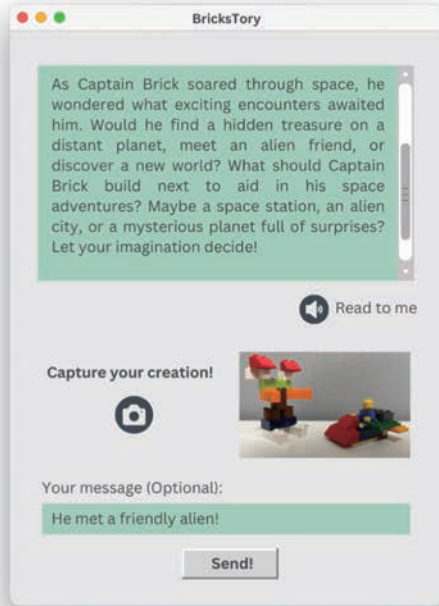 BricksTory
As Captain Brick soared through space, he
wondered what exciting encounters awaited
him. Would he find a hidden treasure on a
distant planet, meet an alien friend, or
discover a new world? What should Captain
Brick build next to aid in his space
adventures? Maybe a space station, an alien
city, or a mysterious planet full of surprises?
Let your imagination decide!
Read to me
Capture your creation!
Your message (Optional):
He met a friendly alien!
Send!